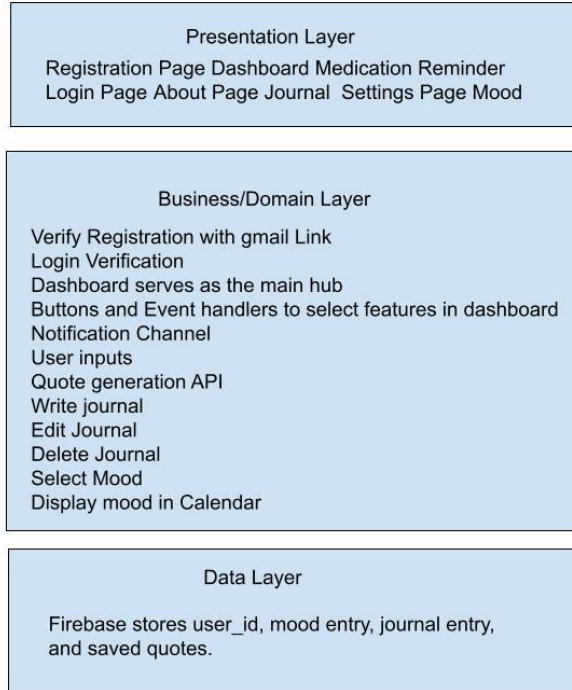 Presentation Layer
Registration Page Dashboard Medication Reminder
Login Page About Page Journal Settings Page Mood
Business/Domain Layer
Verify Registration with gmail Link
Login Verification
Dashboard serves as the main hub
Buttons and Event handlers to select features in dashboard
Notification Channel
User inputs
Quote generation API
Write journal
Edit Journal
Delete Journal
Select Mood
Display mood in Calendar
Data Layer
Firebase stores user_id, mood entry, journal entry,
and saved quotes.